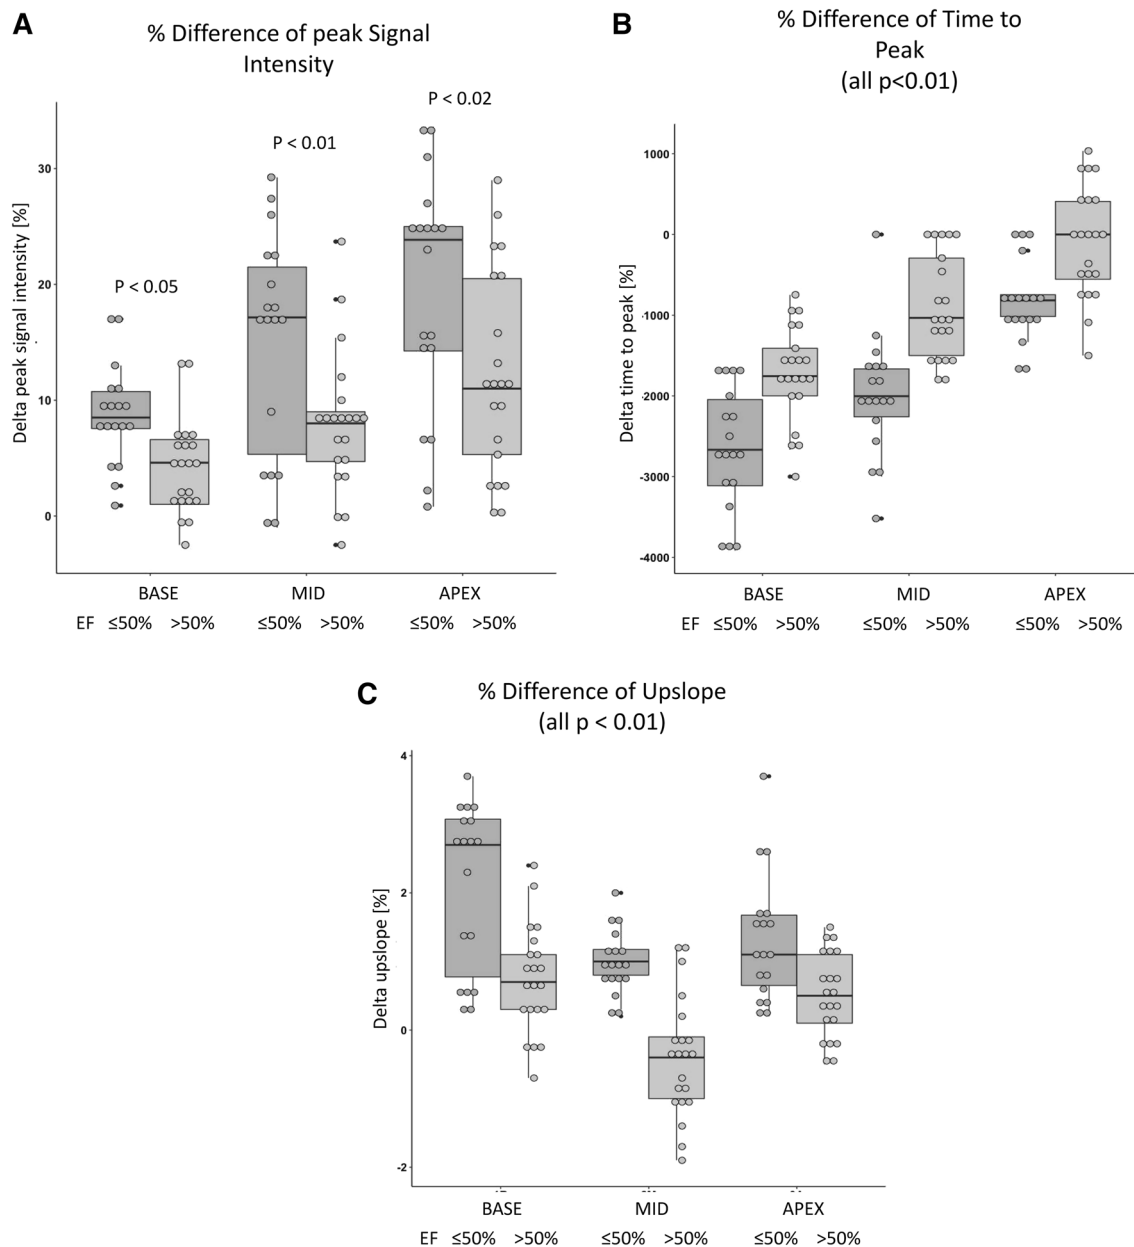 A
% Difference of peak Signal
Intensity
P < 0.05
P < 0.01
P < 0.02
Delta peak signal intensity [%]
30
20
10
0
BASE MID APEX
EF ≤50% >50% ≤50% >50% ≤50% >50%
B
% Difference of Time to
Peak
(all p<0.01)
Delta time to peak [%]
1000
0
-1000
-2000
-3000
-4000
BASE MID APEX
EF ≤50% >50% ≤50% >50% ≤50% >50%
C
% Difference of Upslope
(all p < 0.01)
Delta upslope [%]
4
2
0
-2
BASE MID APEX
EF ≤50% >50% ≤50% >50% ≤50% >50%